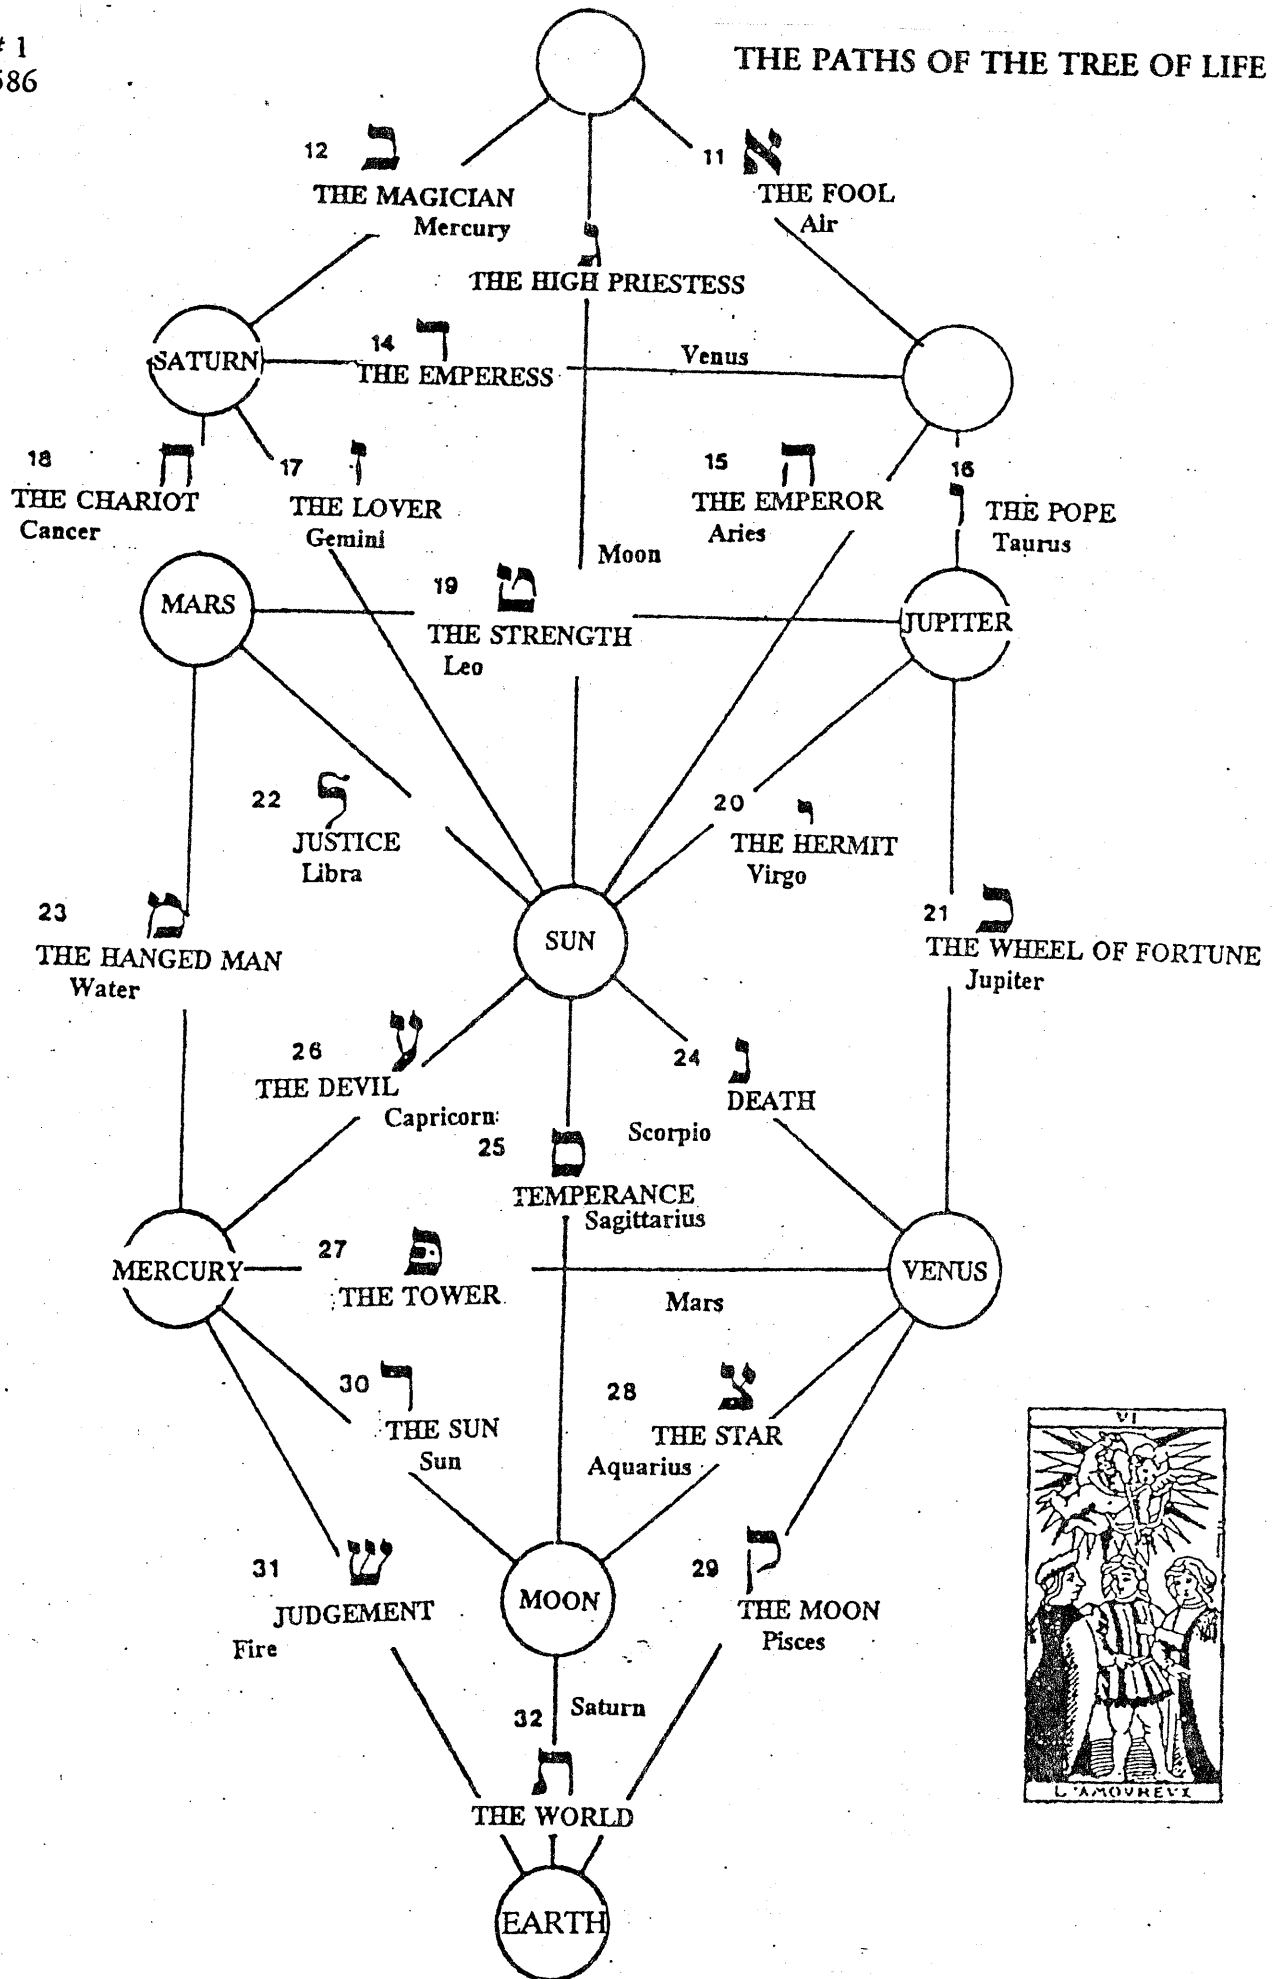 # 1
586
THE PATHS OF THE TREE OF LIFE
12 כ
THE MAGICIAN
Mercury
11 א
THE FOOL
Air
ג
THE HIGH PRIESTESS
SATURN
14 ד
THE EMPERESS
Venus
18 ח
THE CHARIOT
Cancer
17 ז
THE LOVER
Gemini
15 ח
THE EMPEROR
Aries
16
ו
THE POPE
Taurus
Moon
MARS
19 מ
THE STRENGTH
Leo
JUPITER
22 ל
JUSTICE
Libra
20 י
THE HERMIT
Virgo
23 מ
THE HANGED MAN
Water
SUN
21 כ
THE WHEEL OF FORTUNE
Jupiter
26 ע
THE DEVIL
Capricorn
24 נ
DEATH
Scorpio
25 ם
TEMPERANCE
Sagittarius
MERCURY
27 פּ
THE TOWER
Mars
VENUS
30 ר
THE SUN
Sun
28 צ
THE STAR
Aquarius
31 ש
JUDGEMENT
Fire
MOON
29 ק
THE MOON
Pisces
32 Saturn
ת
THE WORLD
EARTH
VI
L'AMOVREVX